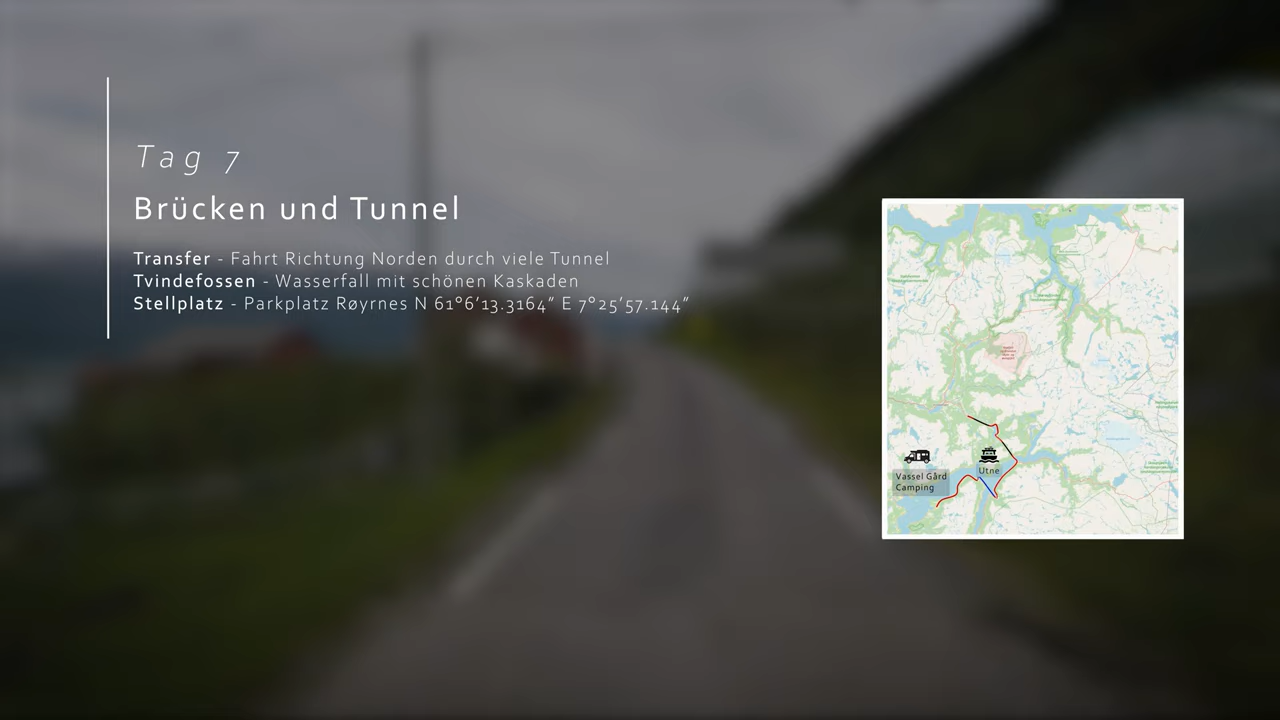 Tag 7
Brücken und Tunnel
Transfer - Fahrt Richtung Norden durch viele Tunnel
Tvindefossen - Wasserfall mit schönen Kaskaden
Stellplatz - Parkplatz Røyrnes N 61°6′13.3164″ E 7°25′57.144″
Utne
Vassel Gård
Camping